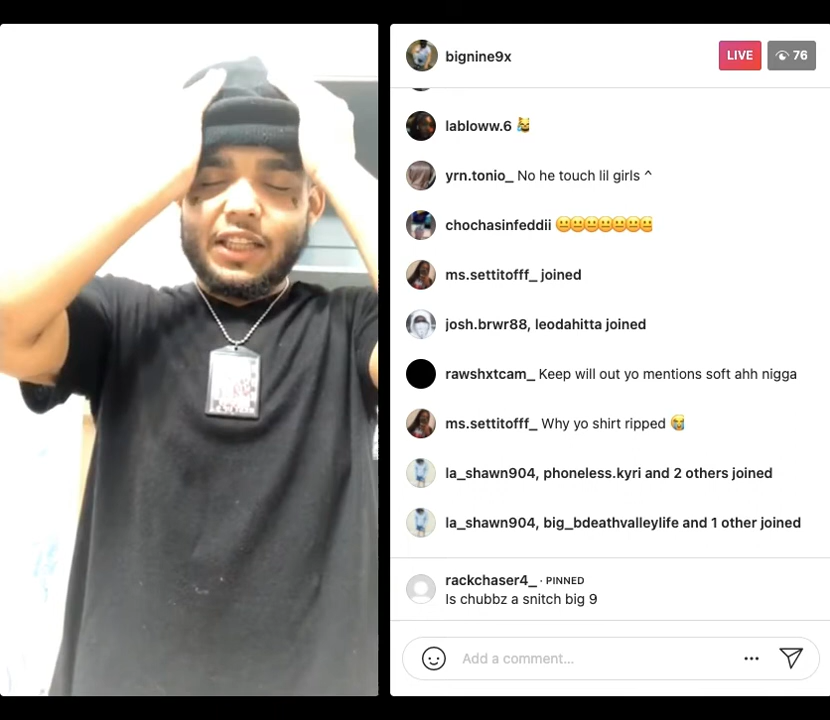 bignine9x
LIVE
76
labloww.6 😹
yrn.tonio_ No he touch lil girls ^
chochasinfeddii 😐😐😐😐😐😐😐
ms.settitofff_ joined
josh.brwr88, leodahitta joined
rawshxtcam_ Keep will out yo mentions soft ahh nigga
ms.settitofff_ Why yo shirt ripped 😭
la_shawn904, phoneless.kyri and 2 others joined
la_shawn904, big_bdeathvalleylife and 1 other joined
rackchaser4_ · PINNED
Is chubbz a snitch big 9
Add a comment...